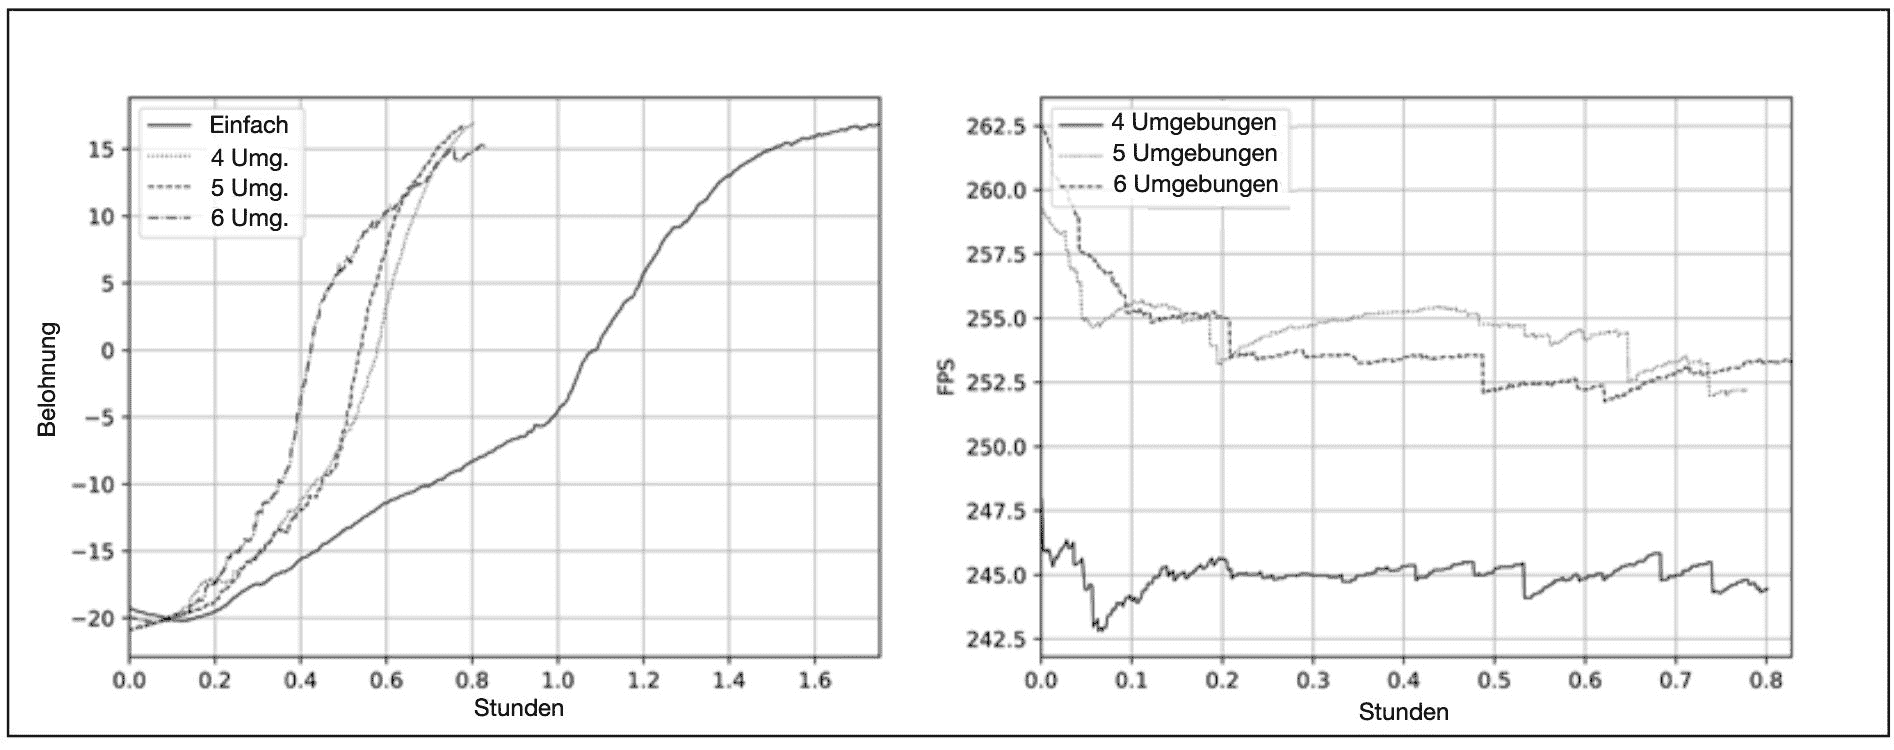 Einfach
4 Umg.
5 Umg.
6 Umg.
15
10
5
0
−5
−10
−15
−20
Belohnung
0.0 0.2 0.4 0.6 0.8 1.0 1.2 1.4 1.6
Stunden
4 Umgebungen
5 Umgebungen
6 Umgebungen
262.5
260.0
257.5
255.0
252.5
250.0
247.5
245.0
242.5
FPS
0.0 0.1 0.2 0.3 0.4 0.5 0.6 0.7 0.8
Stunden